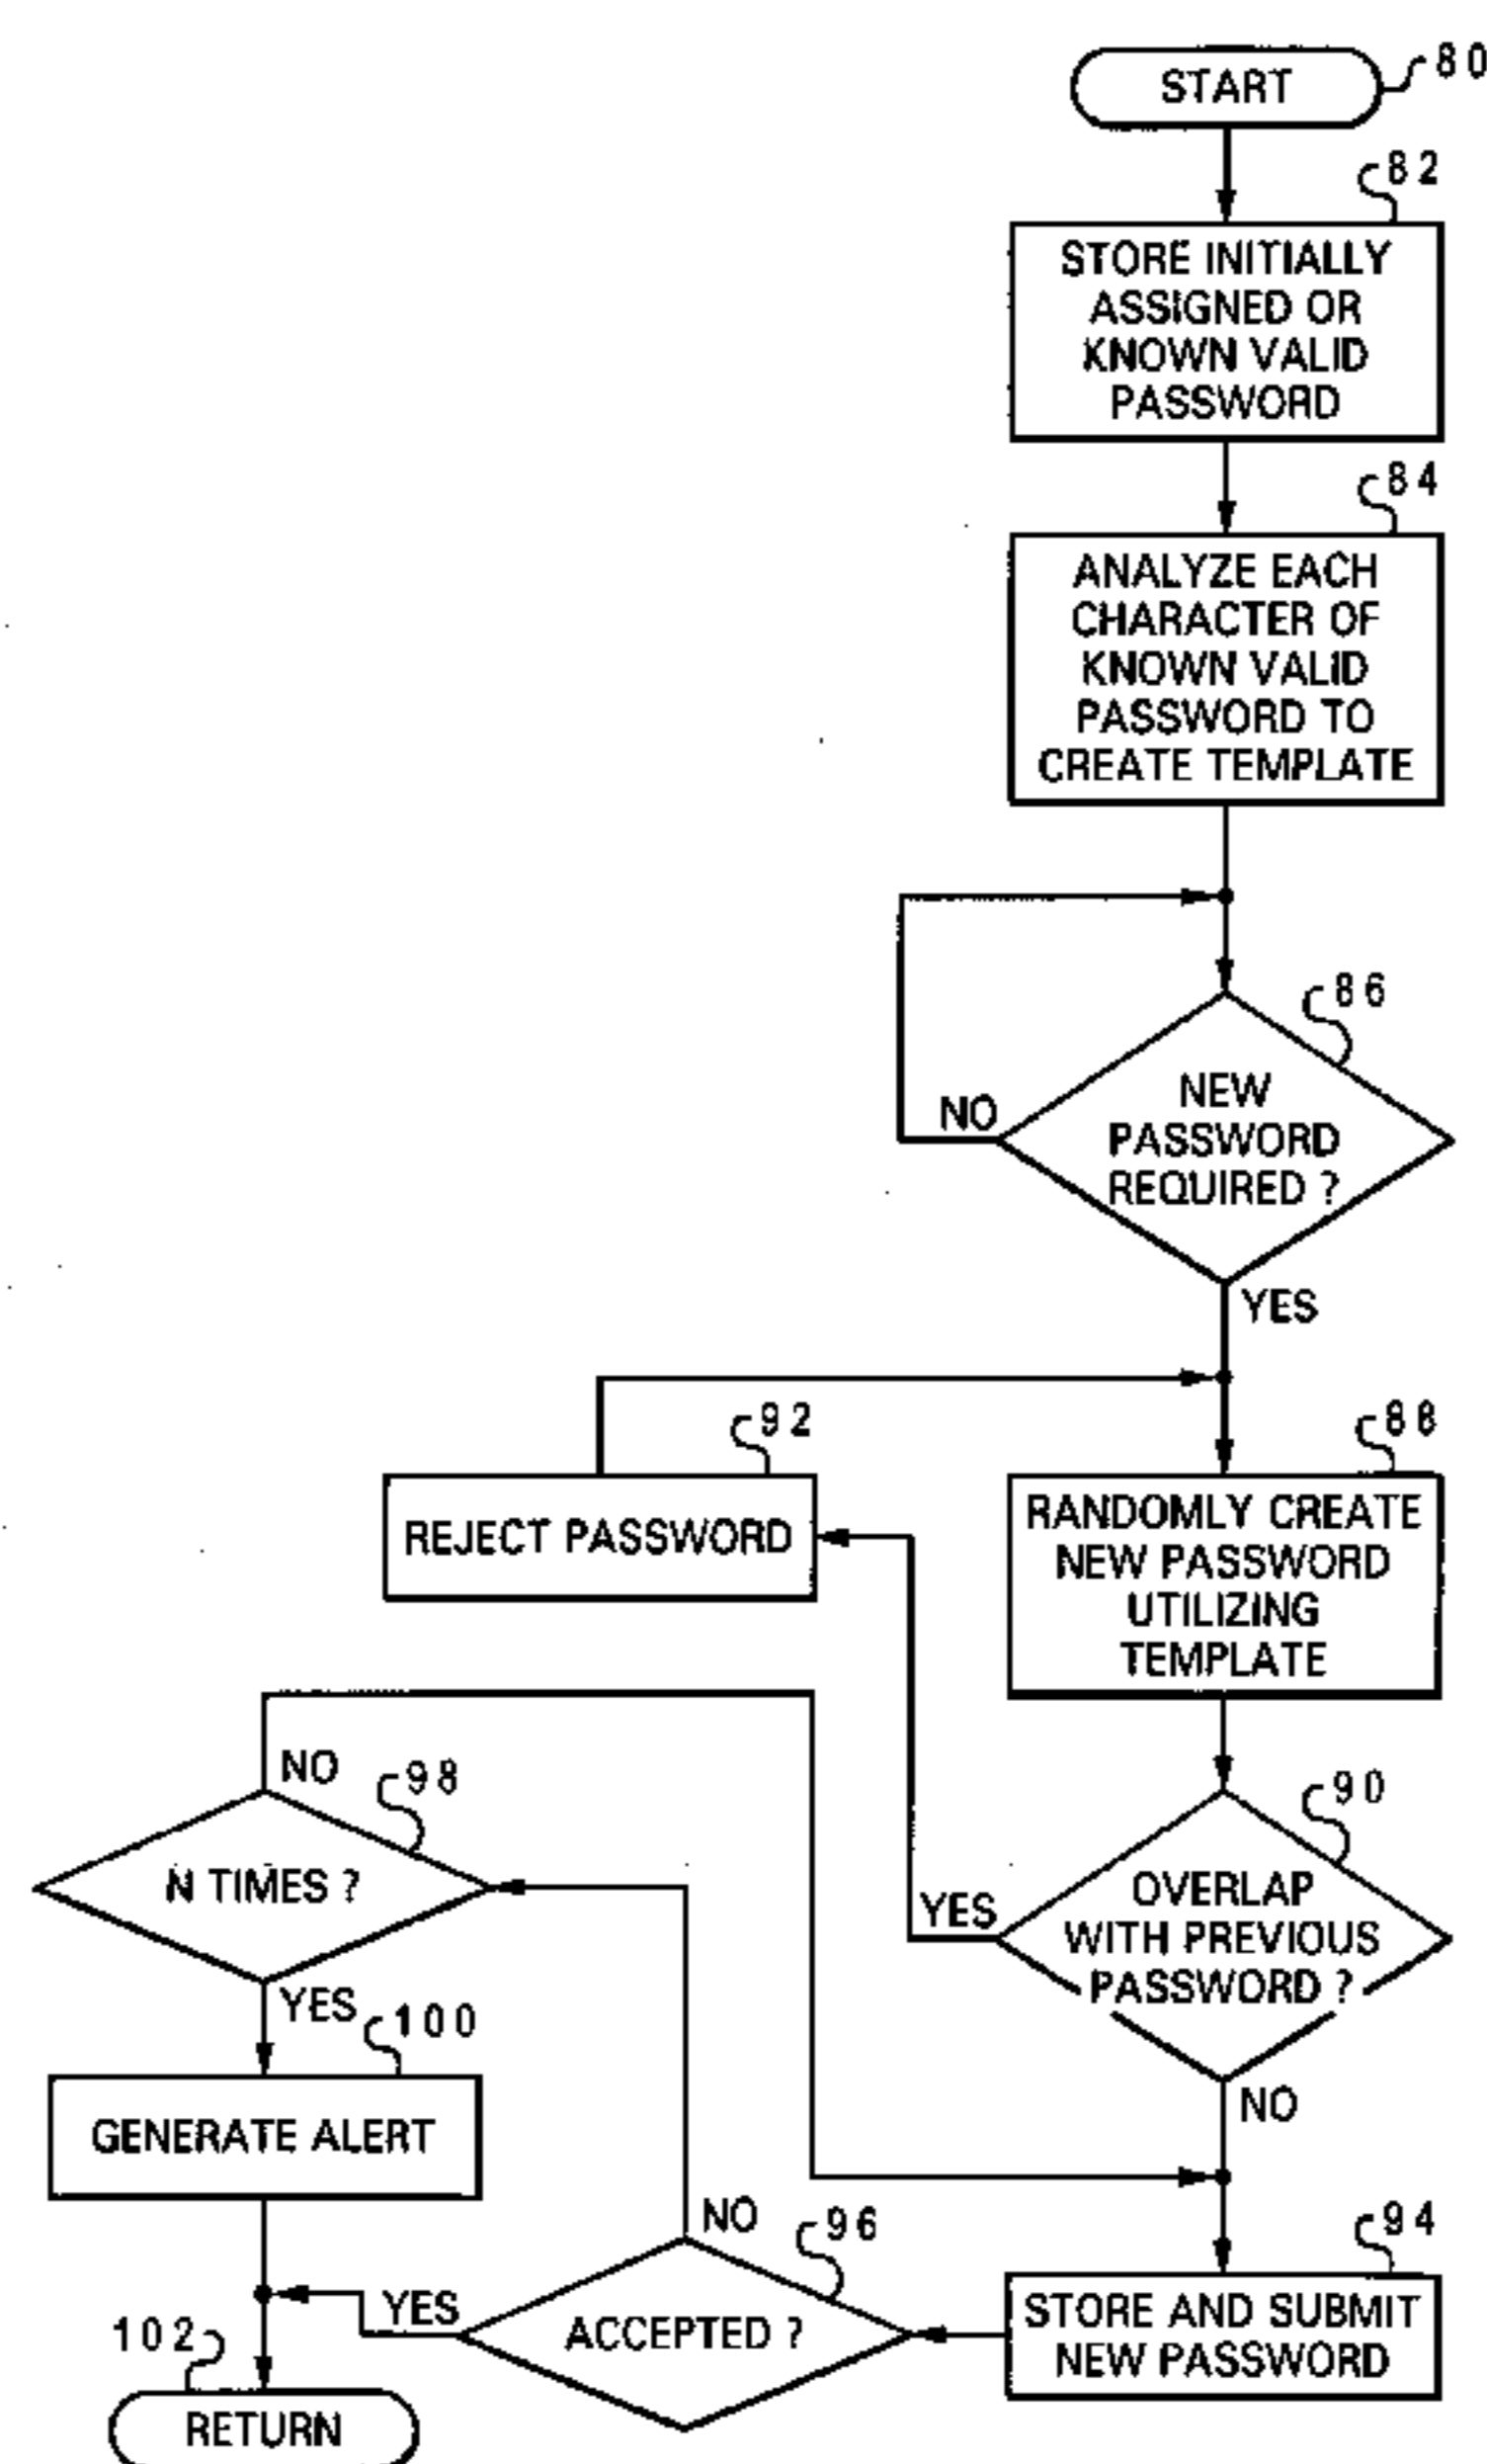 START
80
82
STORE INITIALLY
ASSIGNED OR
KNOWN VALID
PASSWORD
84
ANALYZE EACH
CHARACTER OF
KNOWN VALID
PASSWORD TO
CREATE TEMPLATE
86
NEW
PASSWORD
REQUIRED ?
NO
YES
92
REJECT PASSWORD
88
RANDOMLY CREATE
NEW PASSWORD
UTILIZING
TEMPLATE
90
OVERLAP
WITH PREVIOUS
PASSWORD ?
YES
NO
NO
98
N TIMES ?
YES
100
GENERATE ALERT
94
STORE AND SUBMIT
NEW PASSWORD
NO
96
ACCEPTED ?
YES
102
RETURN